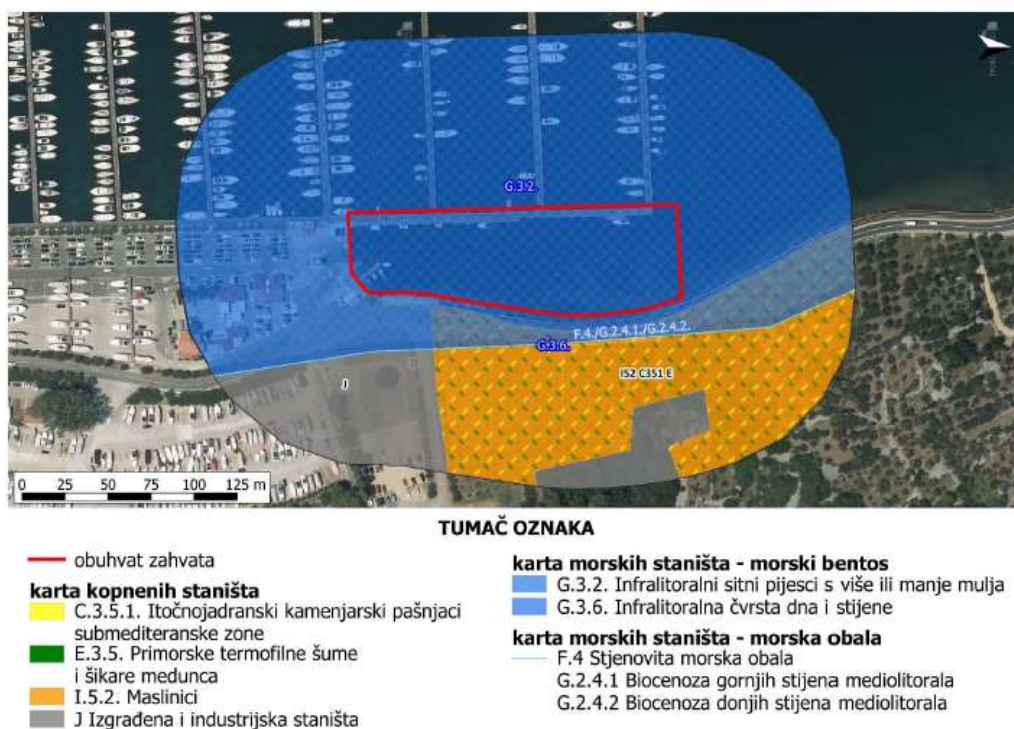 G.3.2.
F.4./G.2.4.1./G.2.4.2.
G.3.6.
I52 C351 E
J
0 25 50 75 100 125 m
TUMAČ OZNAKA
obuhvat zahvata
karta kopnenih staništa
C.3.5.1. Itočnojadranski kamenjarski pašnjaci
submediteranske zone
E.3.5. Primorske termofilne šume
i šikare medunca
I.5.2. Maslinici
J Izgrađena i industrijska staništa
karta morskih staništa - morski bentos
G.3.2. Infralitoralni sitni pijesci s više ili manje mulja
G.3.6. Infralitoralna čvrsta dna i stijene
karta morskih staništa - morska obala
F.4 Stjenovita morska obala
G.2.4.1 Biocenoza gornjih stijena mediolitorala
G.2.4.2 Biocenoza donjih stijena mediolitorala